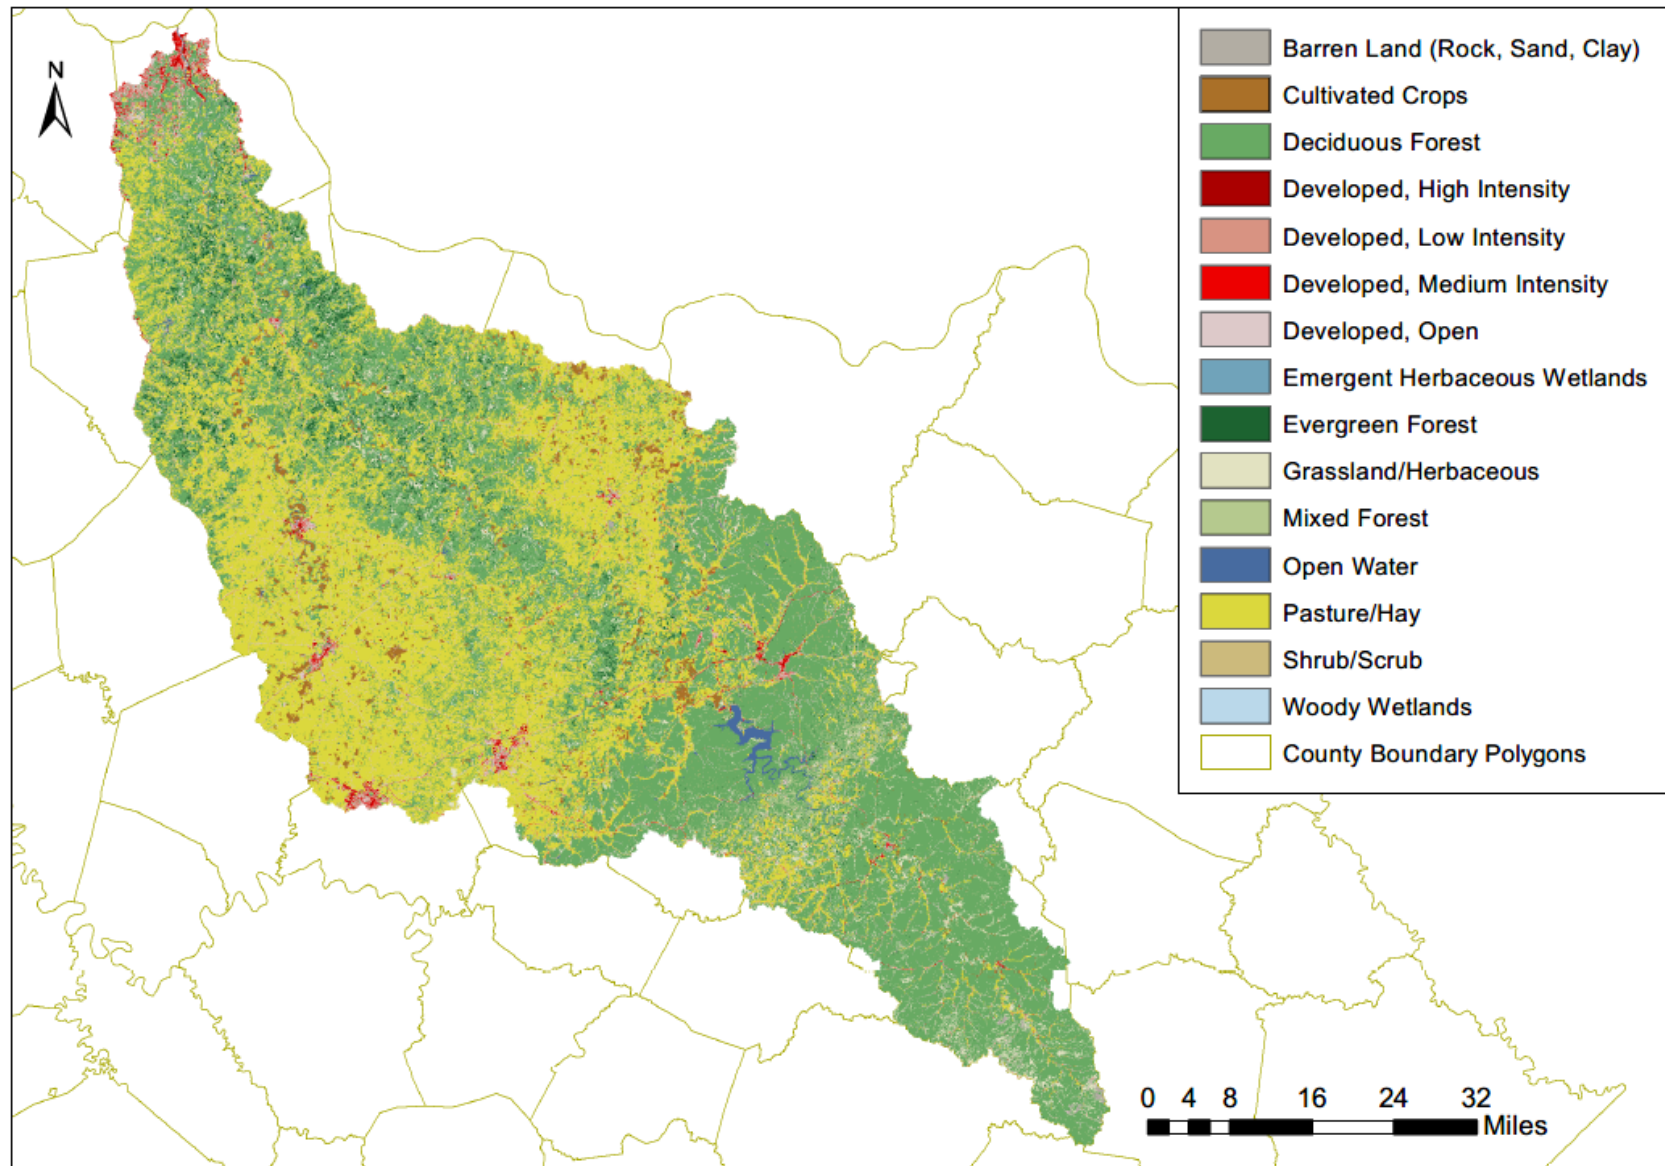 N
Barren Land (Rock, Sand, Clay)
Cultivated Crops
Deciduous Forest
Developed, High Intensity
Developed, Low Intensity
Developed, Medium Intensity
Developed, Open
Emergent Herbaceous Wetlands
Evergreen Forest
Grassland/Herbaceous
Mixed Forest
Open Water
Pasture/Hay
Shrub/Scrub
Woody Wetlands
County Boundary Polygons
0 4 8 16 24 32
Miles